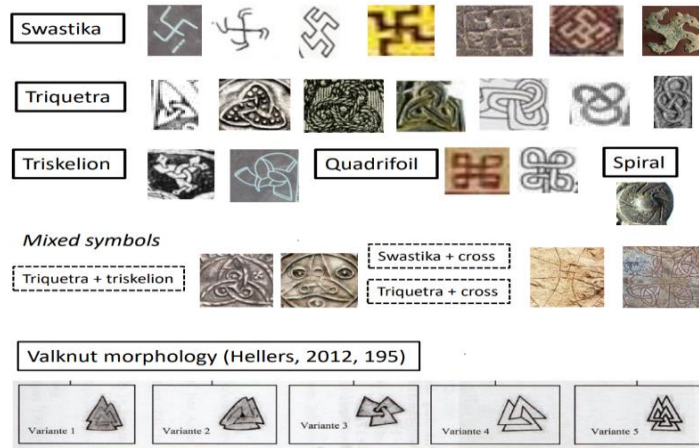 Swastika
Triquetra
Triskelion
Quadrifoil
Spiral
Mixed symbols
Triquetra + triskelion
Swastika + cross
Triquetra + cross
Valknut morphology (Hellers, 2012, 195)
Variante 1
Variante 2
Variante 3
Variante 4
Variante 5